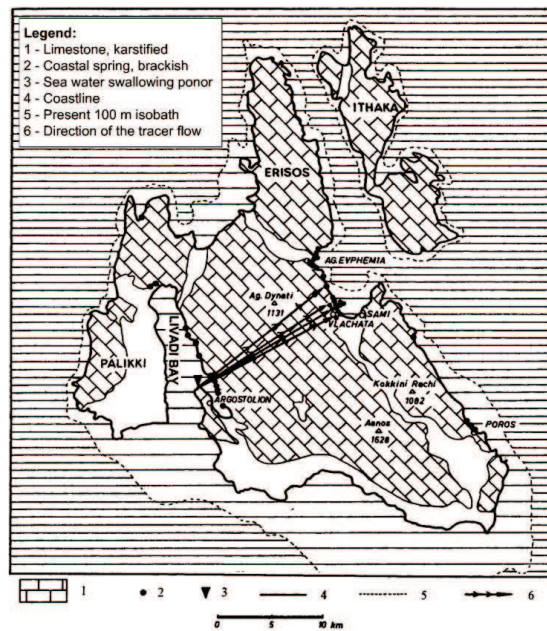 Legend:
1 - Limestone, karstified
2 - Coastal spring, brackish
3 - Sea water swallowing ponor
4 - Coastline
5 - Present 100 m isobath
6 - Direction of the tracer flow
ITHAKA
ERISOS
AG. EVPHEMIA
Ag. Dynati
1131
SAMI
VLACHATA
LIVADI BAY
PALIKKI
Kokkini Rachi
1082
ARGOSTOLION
POROS
Aenos
1628
1 2 3 4 5 6
0 5 10 km